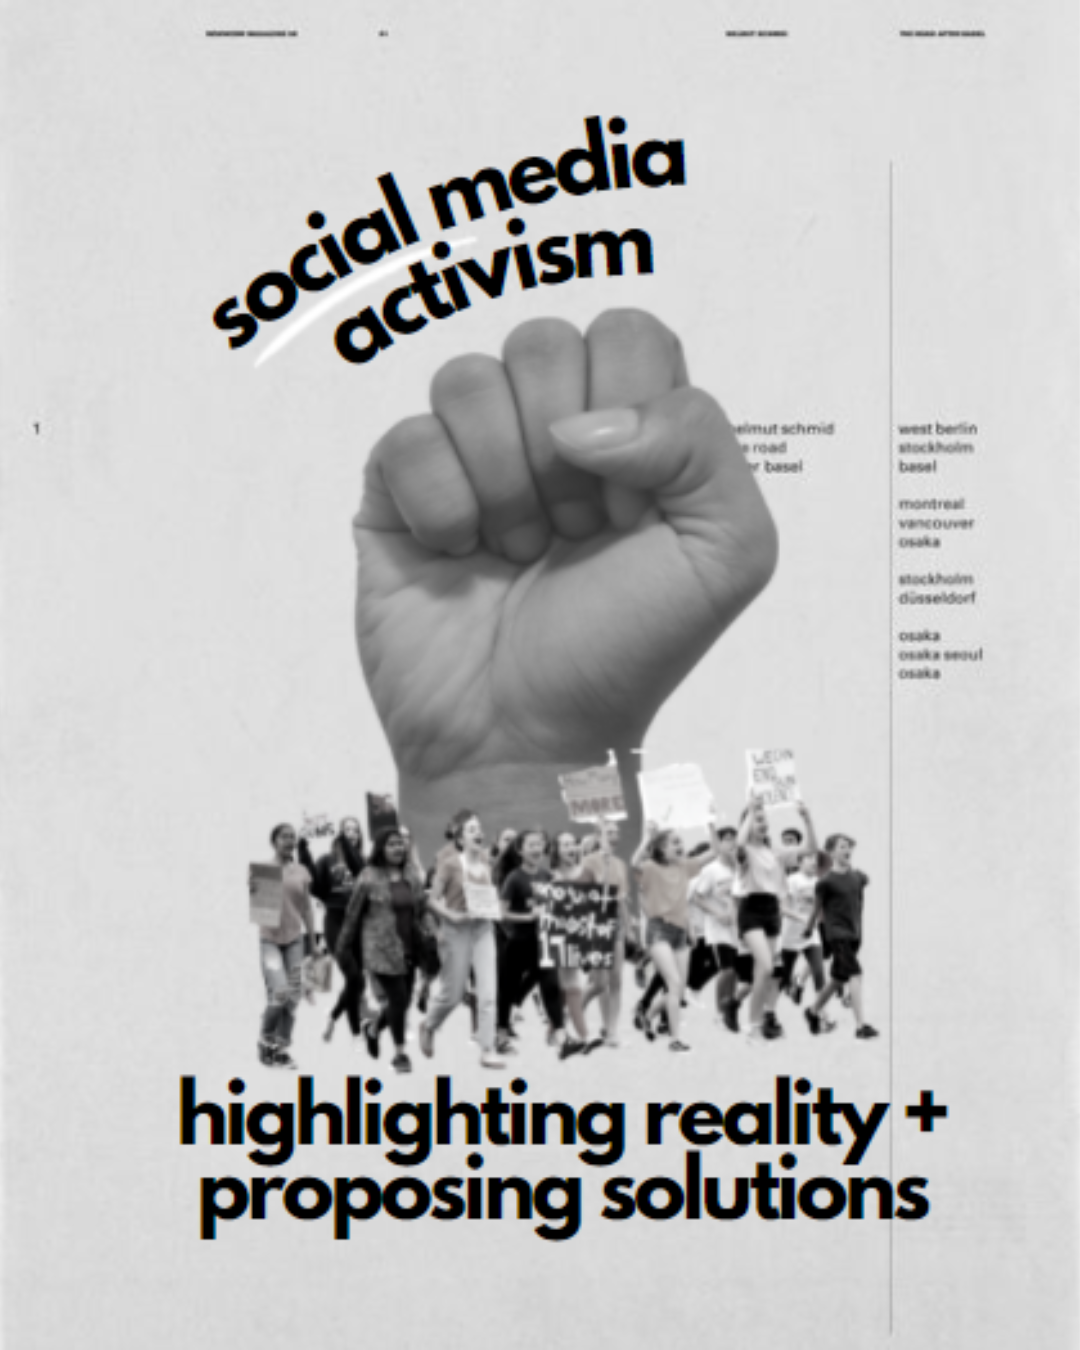 social media
activism
1
schmid
road
basel
west berlin
stockholm
basel
montreal
vancouver
osaka
stockholm
düsseldorf
osaka
osaka seoul
osaka
MORE
17 lives
highlighting reality +
proposing solutions